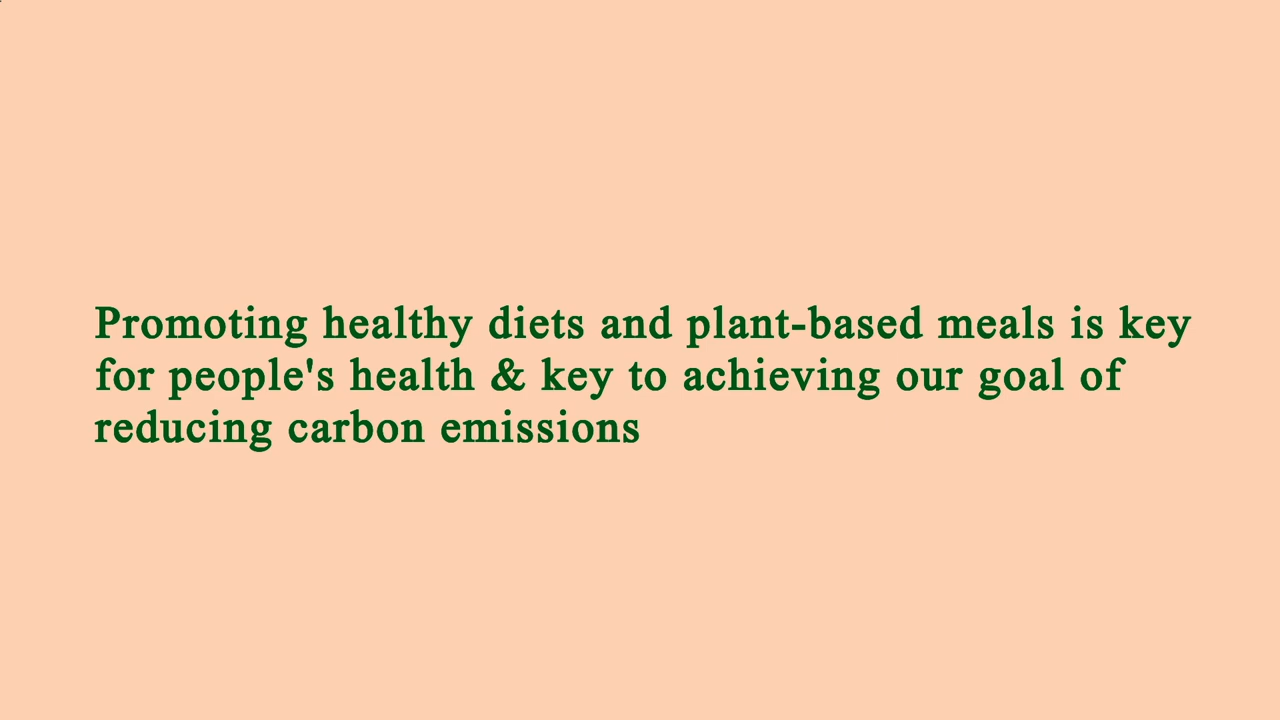 Promoting healthy diets and plant-based meals is key
for people's health & key to achieving our goal of
reducing carbon emissions